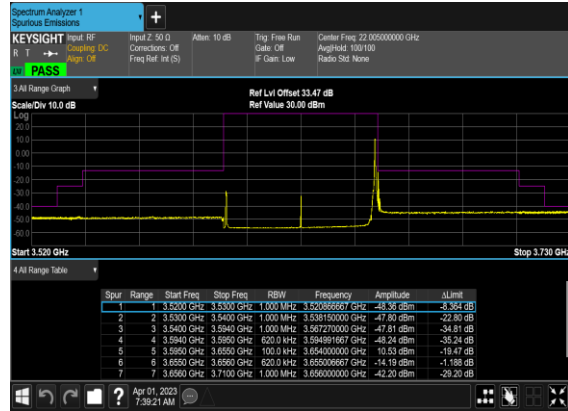 Spectrum Analyzer 1
Spurious Emissions
KEYSIGHT Input: RF Input Z: 50 Ω Atten: 10 dB Trig: Free Run Center Freq: 22.005000000 GHz
R T Coupling: DC Corrections: Off Gate: Off Avg|Hold: 100/100
Align: Off Freq Ref: Int (S) IF Gain: Low Radio Std: None
PASS
3 All Range Graph
Ref Lvl Offset 33.47 dB
Scale/Div 10.0 dB Ref Value 30.00 dBm
Log
20.0
10.0
0.00
-10.0
-20.0
-30.0
-40.0
-50.0
-60.0
Start 3.520 GHz Stop 3.730 GHz
4 All Range Table
Spur Range Start Freq Stop Freq RBW Frequency Amplitude ΔLimit
1 1 3.5200 GHz 3.5300 GHz 1.000 MHz 3.520866667 GHz -48.36 dBm -8.364 dB
2 2 3.5300 GHz 3.5400 GHz 1.000 MHz 3.538150000 GHz -47.80 dBm -22.80 dB
3 3 3.5400 GHz 3.5940 GHz 1.000 MHz 3.567270000 GHz -47.81 dBm -34.81 dB
4 4 3.5940 GHz 3.5950 GHz 620.0 kHz 3.594991667 GHz -48.24 dBm -35.24 dB
5 5 3.5950 GHz 3.6550 GHz 100.0 kHz 3.654000000 GHz 10.53 dBm -19.47 dB
6 6 3.6550 GHz 3.6560 GHz 620.0 kHz 3.655006667 GHz -14.19 dBm -1.188 dB
7 7 3.6560 GHz 3.7100 GHz 1.000 MHz 3.656000000 GHz -42.20 dBm -29.20 dB
? Apr 01, 2023
7:39:21 AM